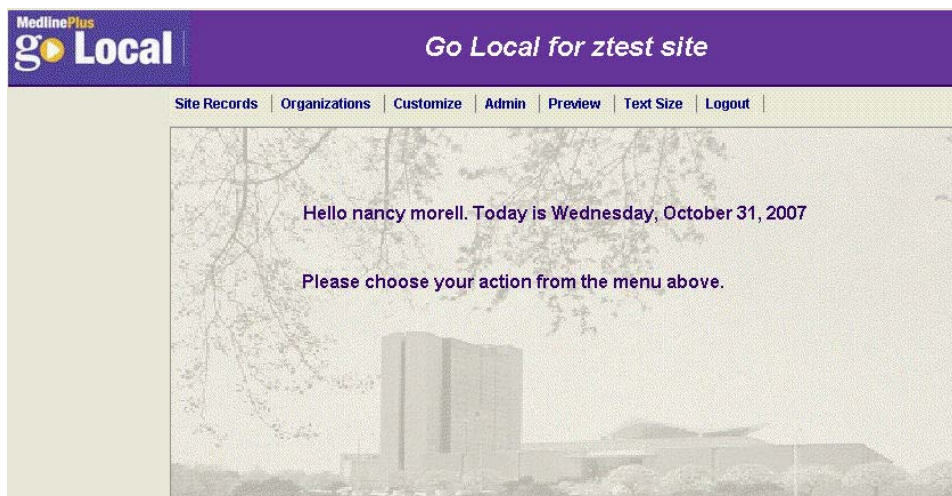 MedlinePlus
go Local
Go Local for ztest site
Site Records Organizations Customize Admin Preview Text Size Logout
Hello nancy morell. Today is Wednesday, October 31, 2007
Please choose your action from the menu above.